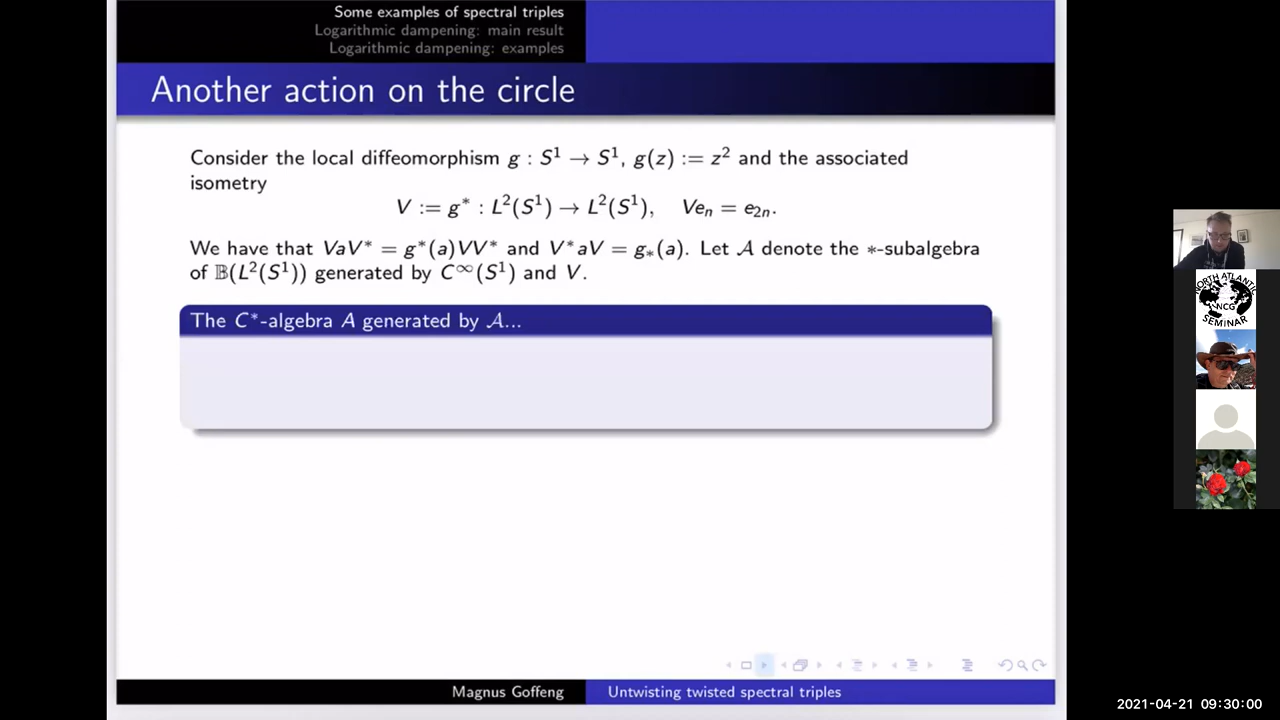 Some examples of spectral triples
Logarithmic dampening: main result
Logarithmic dampening: examples
Another action on the circle
Consider the local diffeomorphism g : S¹ → S¹, g(z) := z² and the associated
isometry
V := g* : L²(S¹) → L²(S¹), Veₙ = e₂ₙ.
We have that VaV* = g*(a)VV* and V*aV = g₊(a). Let 𝒜 denote the *-subalgebra
of 𝔹(L²(S¹)) generated by C^∞(S¹) and V.
The C*-algebra A generated by 𝒜...
NORTH ATLANTIC
NCG
SEMINAR
Magnus Goffeng
Untwisting twisted spectral triples
2021-04-21 09:30:00